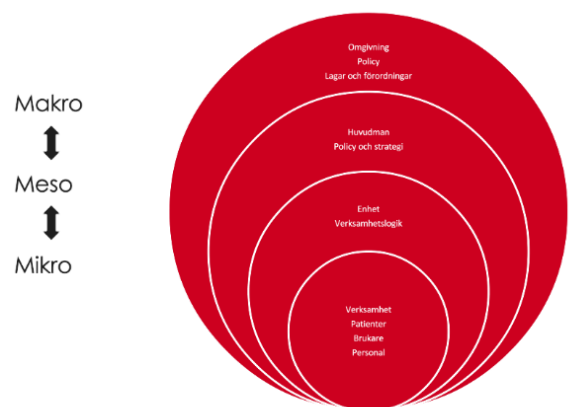 Makro
Meso
Mikro
Omgivning
Policy
Lagar och förordningar
Huvudman
Policy och strategi
Enhet
Verksamhetslogik
Verksamhet
Patienter
Brukare
Personal